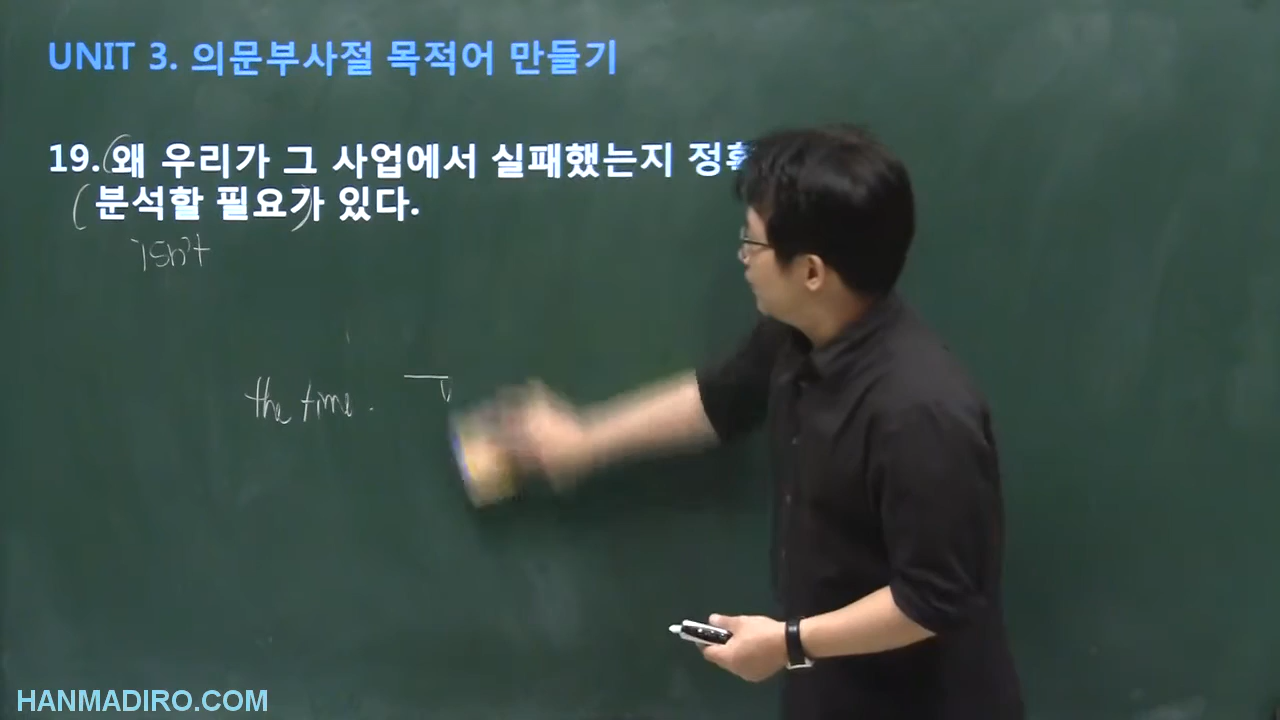 UNIT 3. 의문부사절 목적어 만들기
19. (왜 우리가 그 사업에서 실패했는지
( 분석할 필요)가 있다.
isn't
the time.
HANMADIRO.COM